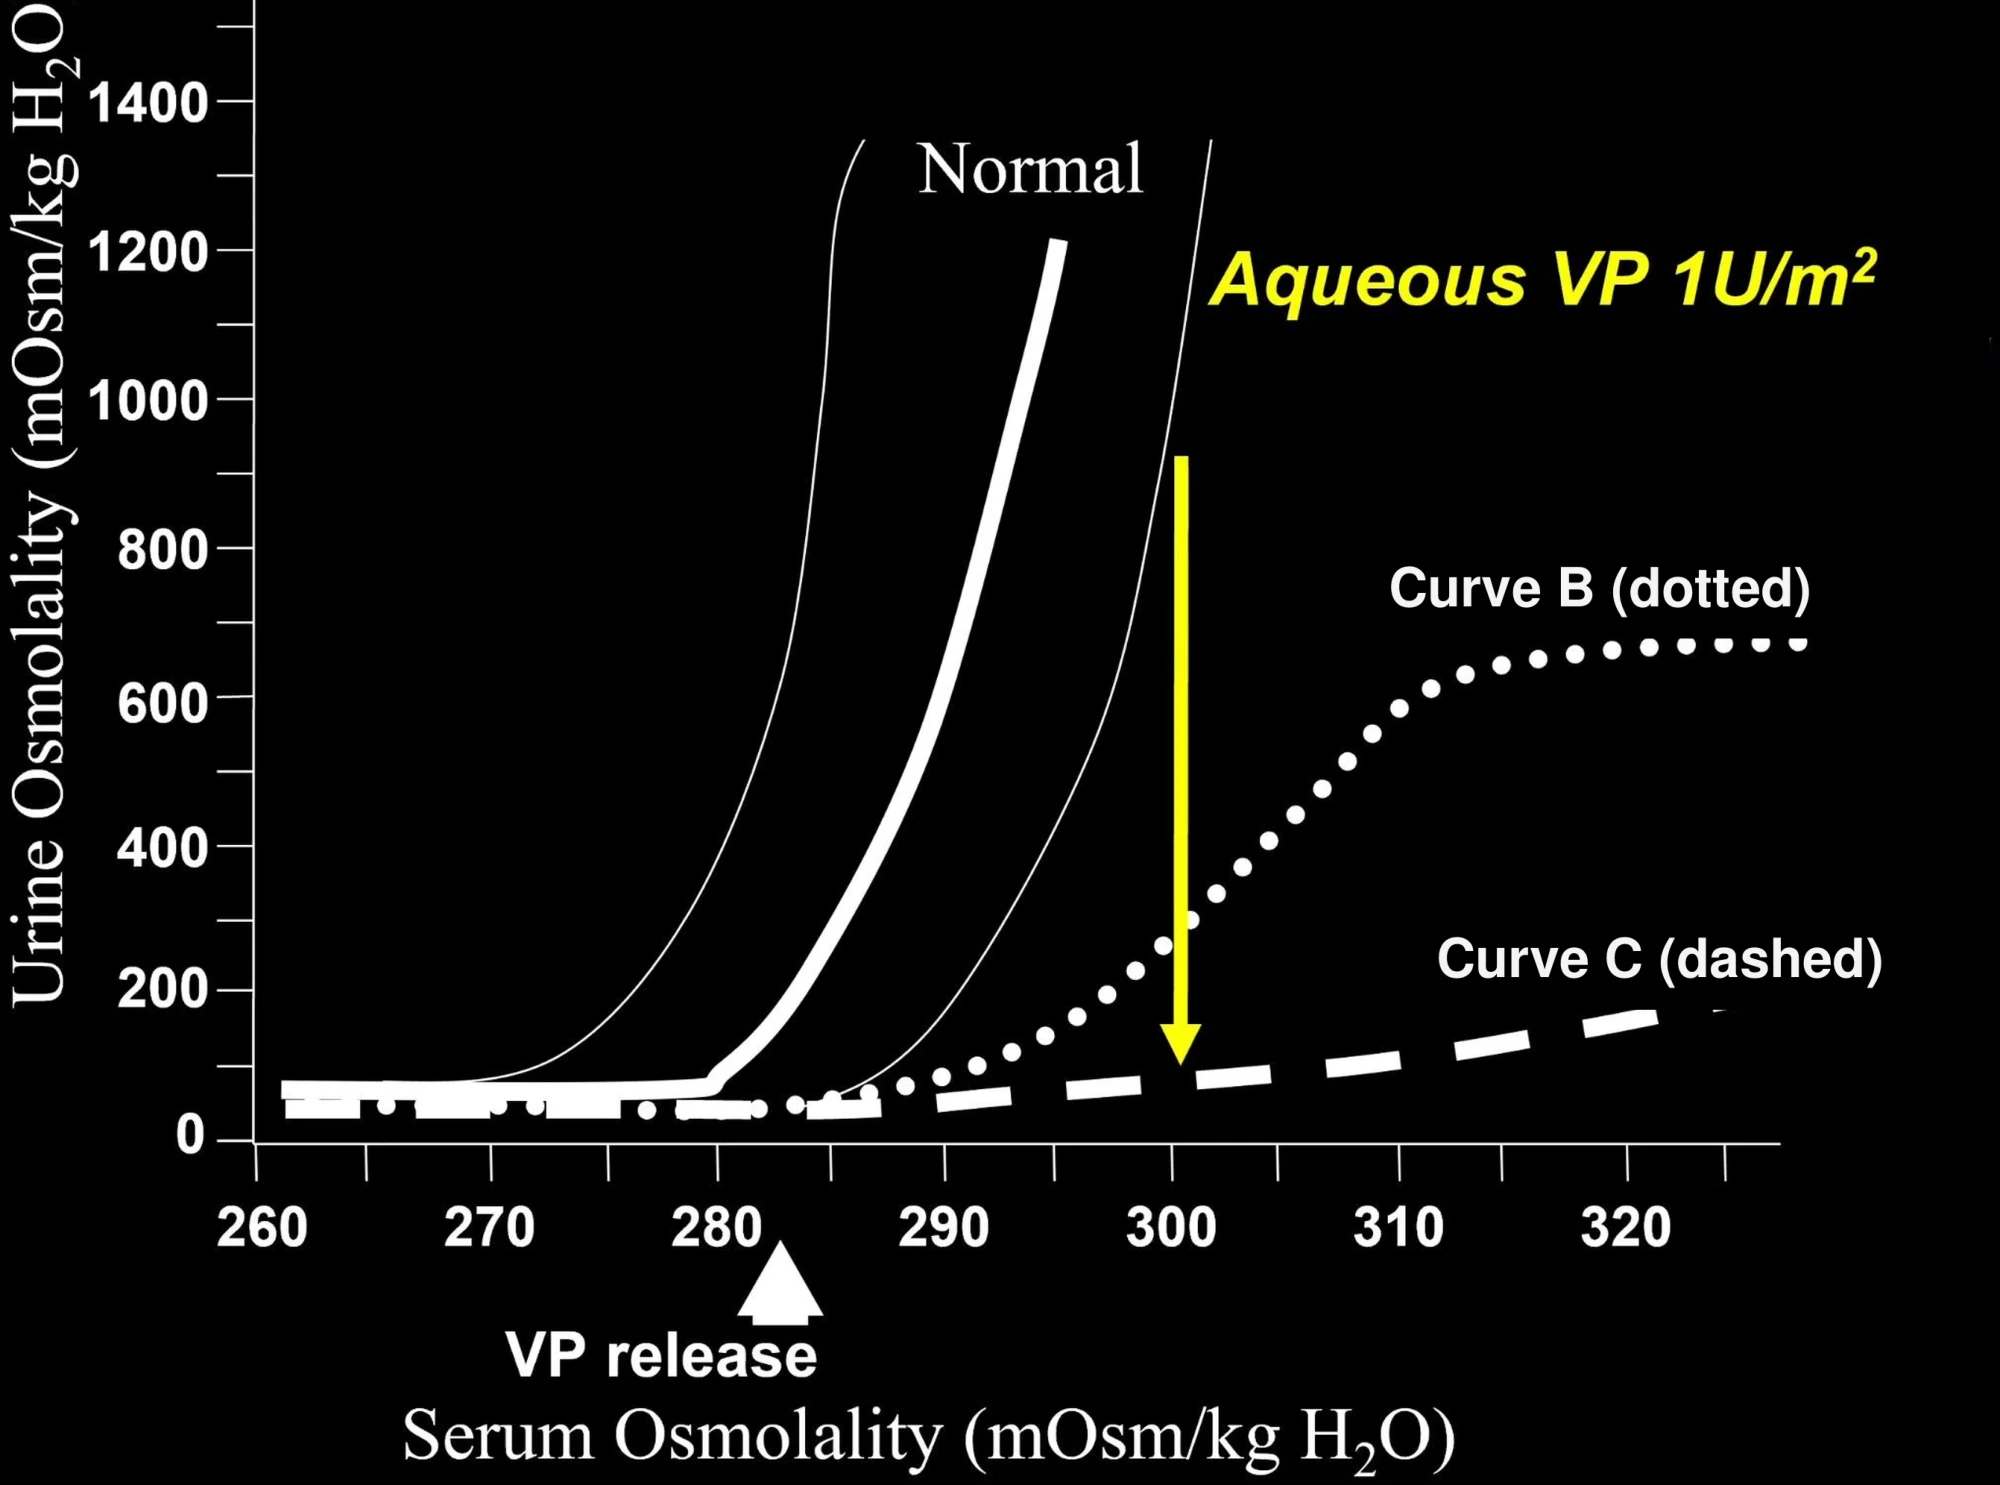 Urine Osmolality (mOsm/kg H₂O
1400
1200
1000
800
600
400
200
0
Normal
Aqueous VP 1U/m²
Curve B (dotted)
Curve C (dashed)
260 270 280 290 300 310 320
VP release
Serum Osmolality (mOsm/kg H₂O)